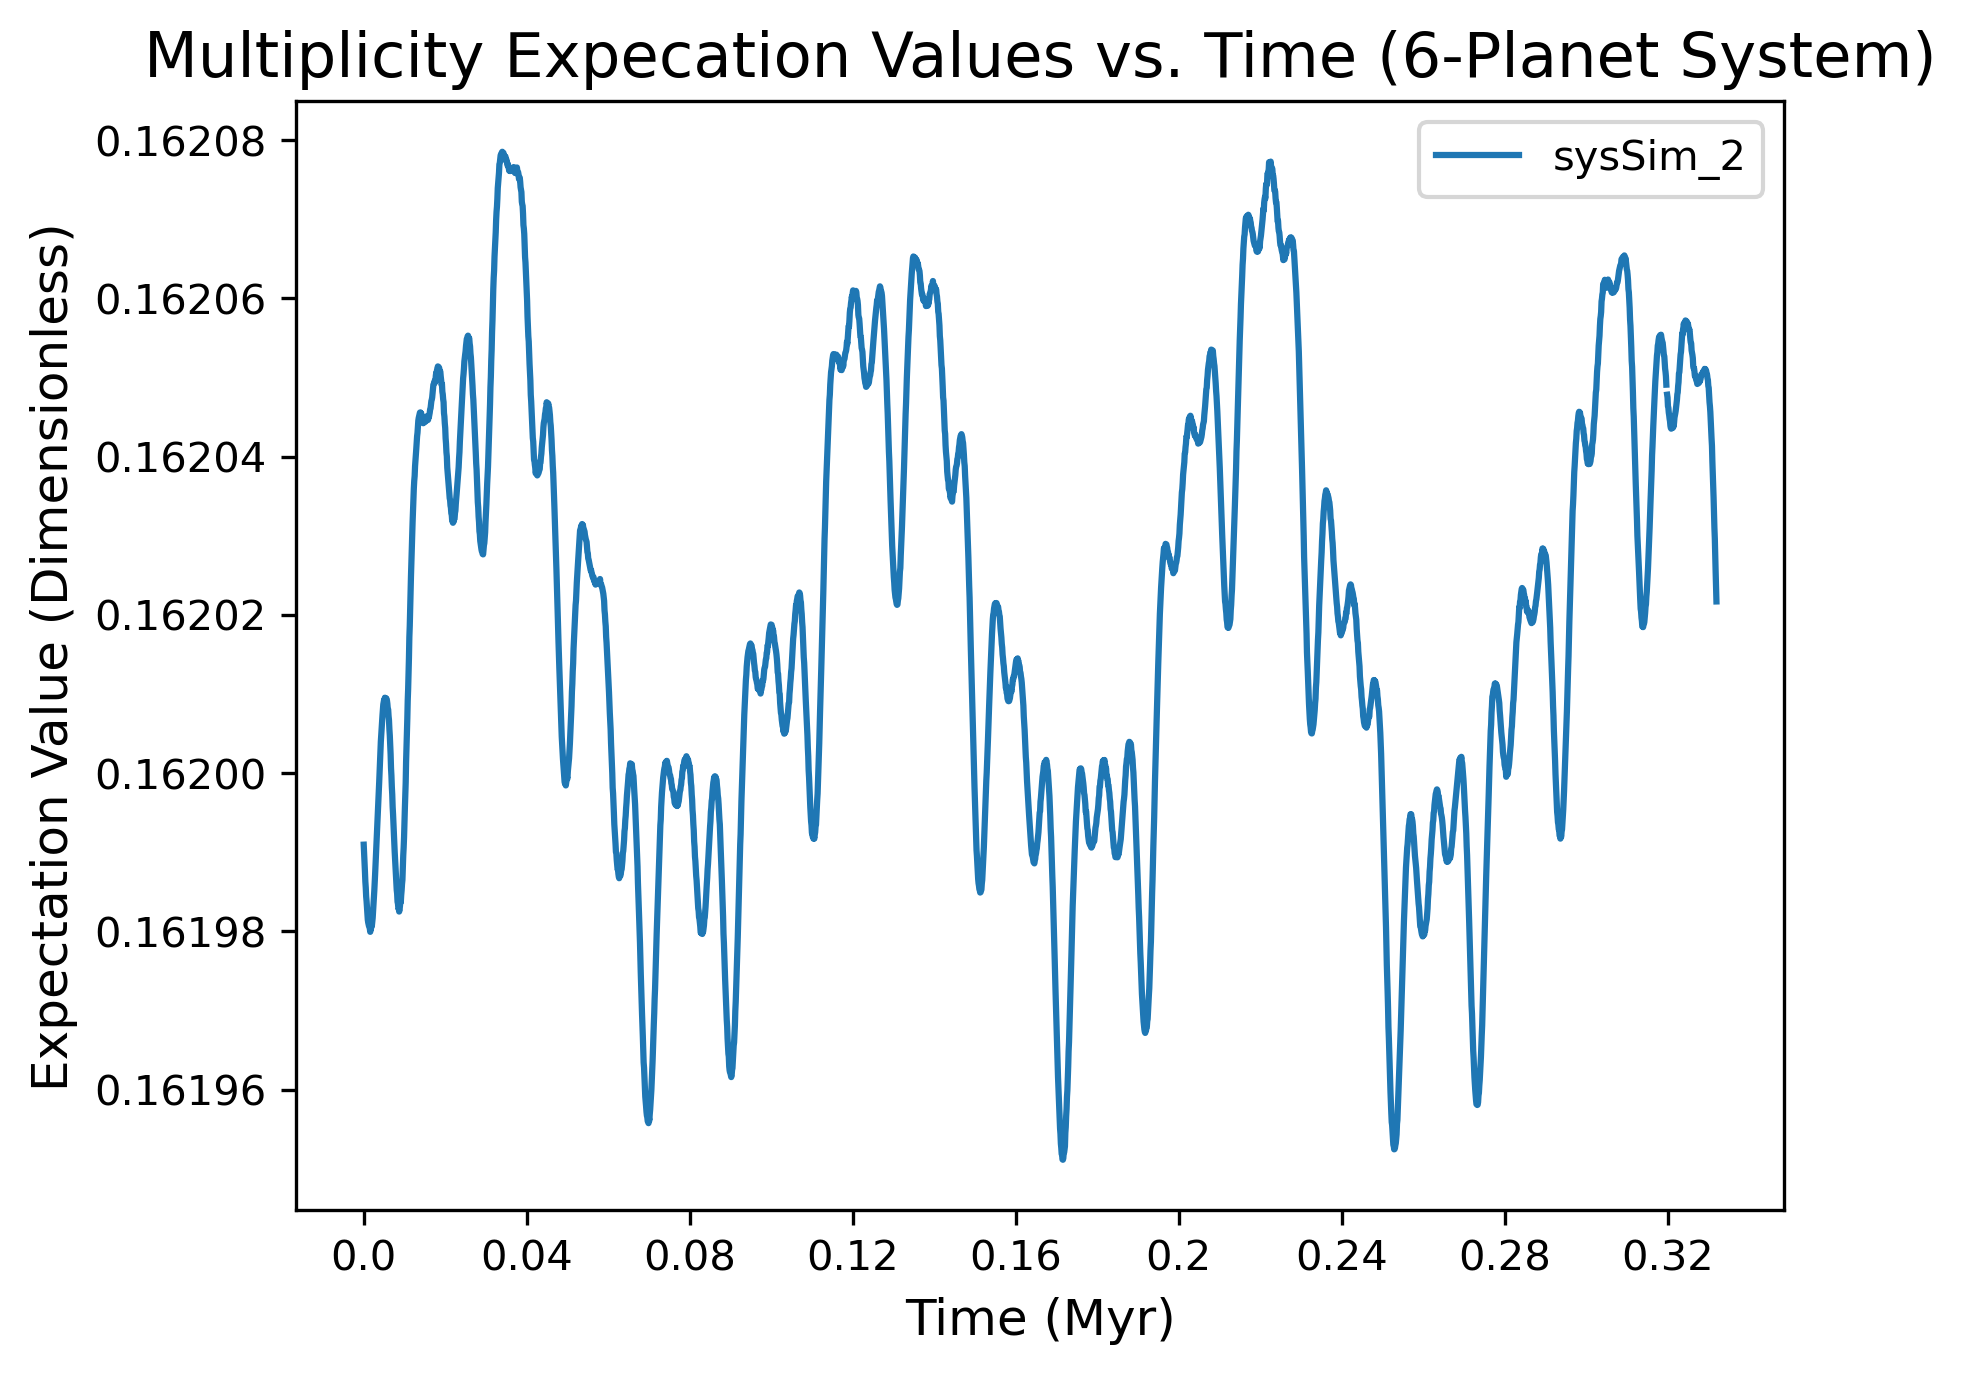 Multiplicity Expecation Values vs. Time (6-Planet System)
sysSim_2
Expectation Value (Dimensionless)
0.16208
0.16206
0.16204
0.16202
0.16200
0.16198
0.16196
0.0 0.04 0.08 0.12 0.16 0.2 0.24 0.28 0.32
Time (Myr)